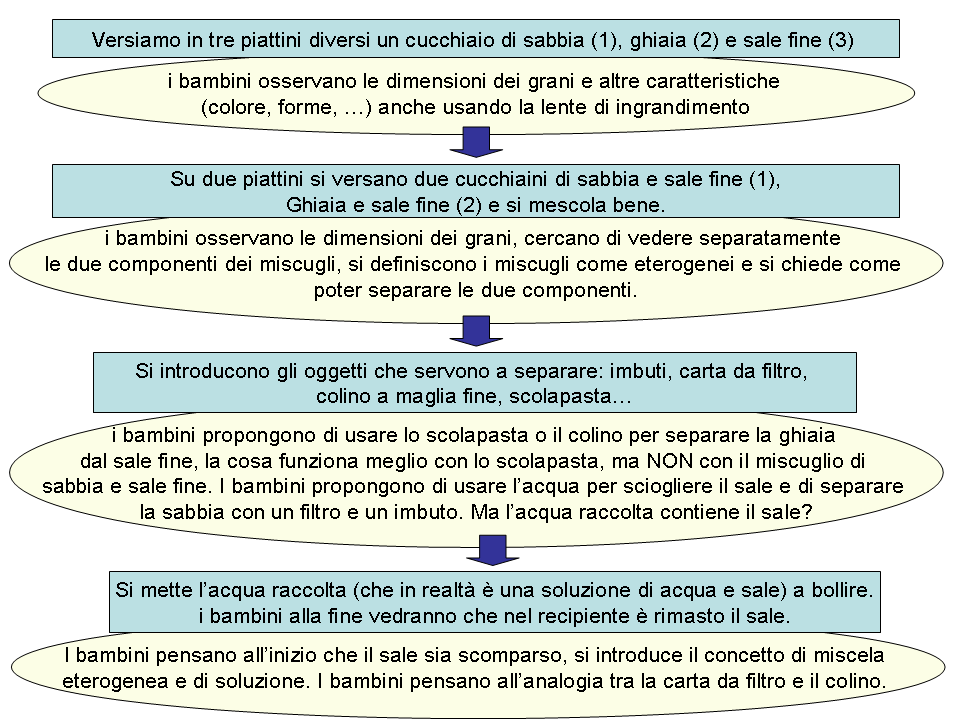 Versiamo in tre piattini diversi un cucchiaio di sabbia (1), ghiaia (2) e sale fine (3)
i bambini osservano le dimensioni dei grani e altre caratteristiche
(colore, forme, …) anche usando la lente di ingrandimento
Su due piattini si versano due cucchiaini di sabbia e sale fine (1),
Ghiaia e sale fine (2) e si mescola bene.
i bambini osservano le dimensioni dei grani, cercano di vedere separatamente
le due componenti dei miscugli, si definiscono i miscugli come eterogenei e si chiede come
poter separare le due componenti.
Si introducono gli oggetti che servono a separare: imbuti, carta da filtro,
colino a maglia fine, scolapasta…
i bambini propongono di usare lo scolapasta o il colino per separare la ghiaia
dal sale fine, la cosa funziona meglio con lo scolapasta, ma NON con il miscuglio di
sabbia e sale fine. I bambini propongono di usare l’acqua per sciogliere il sale e di separare
la sabbia con un filtro e un imbuto. Ma l’acqua raccolta contiene il sale?
Si mette l’acqua raccolta (che in realtà è una soluzione di acqua e sale) a bollire.
i bambini alla fine vedranno che nel recipiente è rimasto il sale.
I bambini pensano all’inizio che il sale sia scomparso, si introduce il concetto di miscela
eterogenea e di soluzione. I bambini pensano all’analogia tra la carta da filtro e il colino.